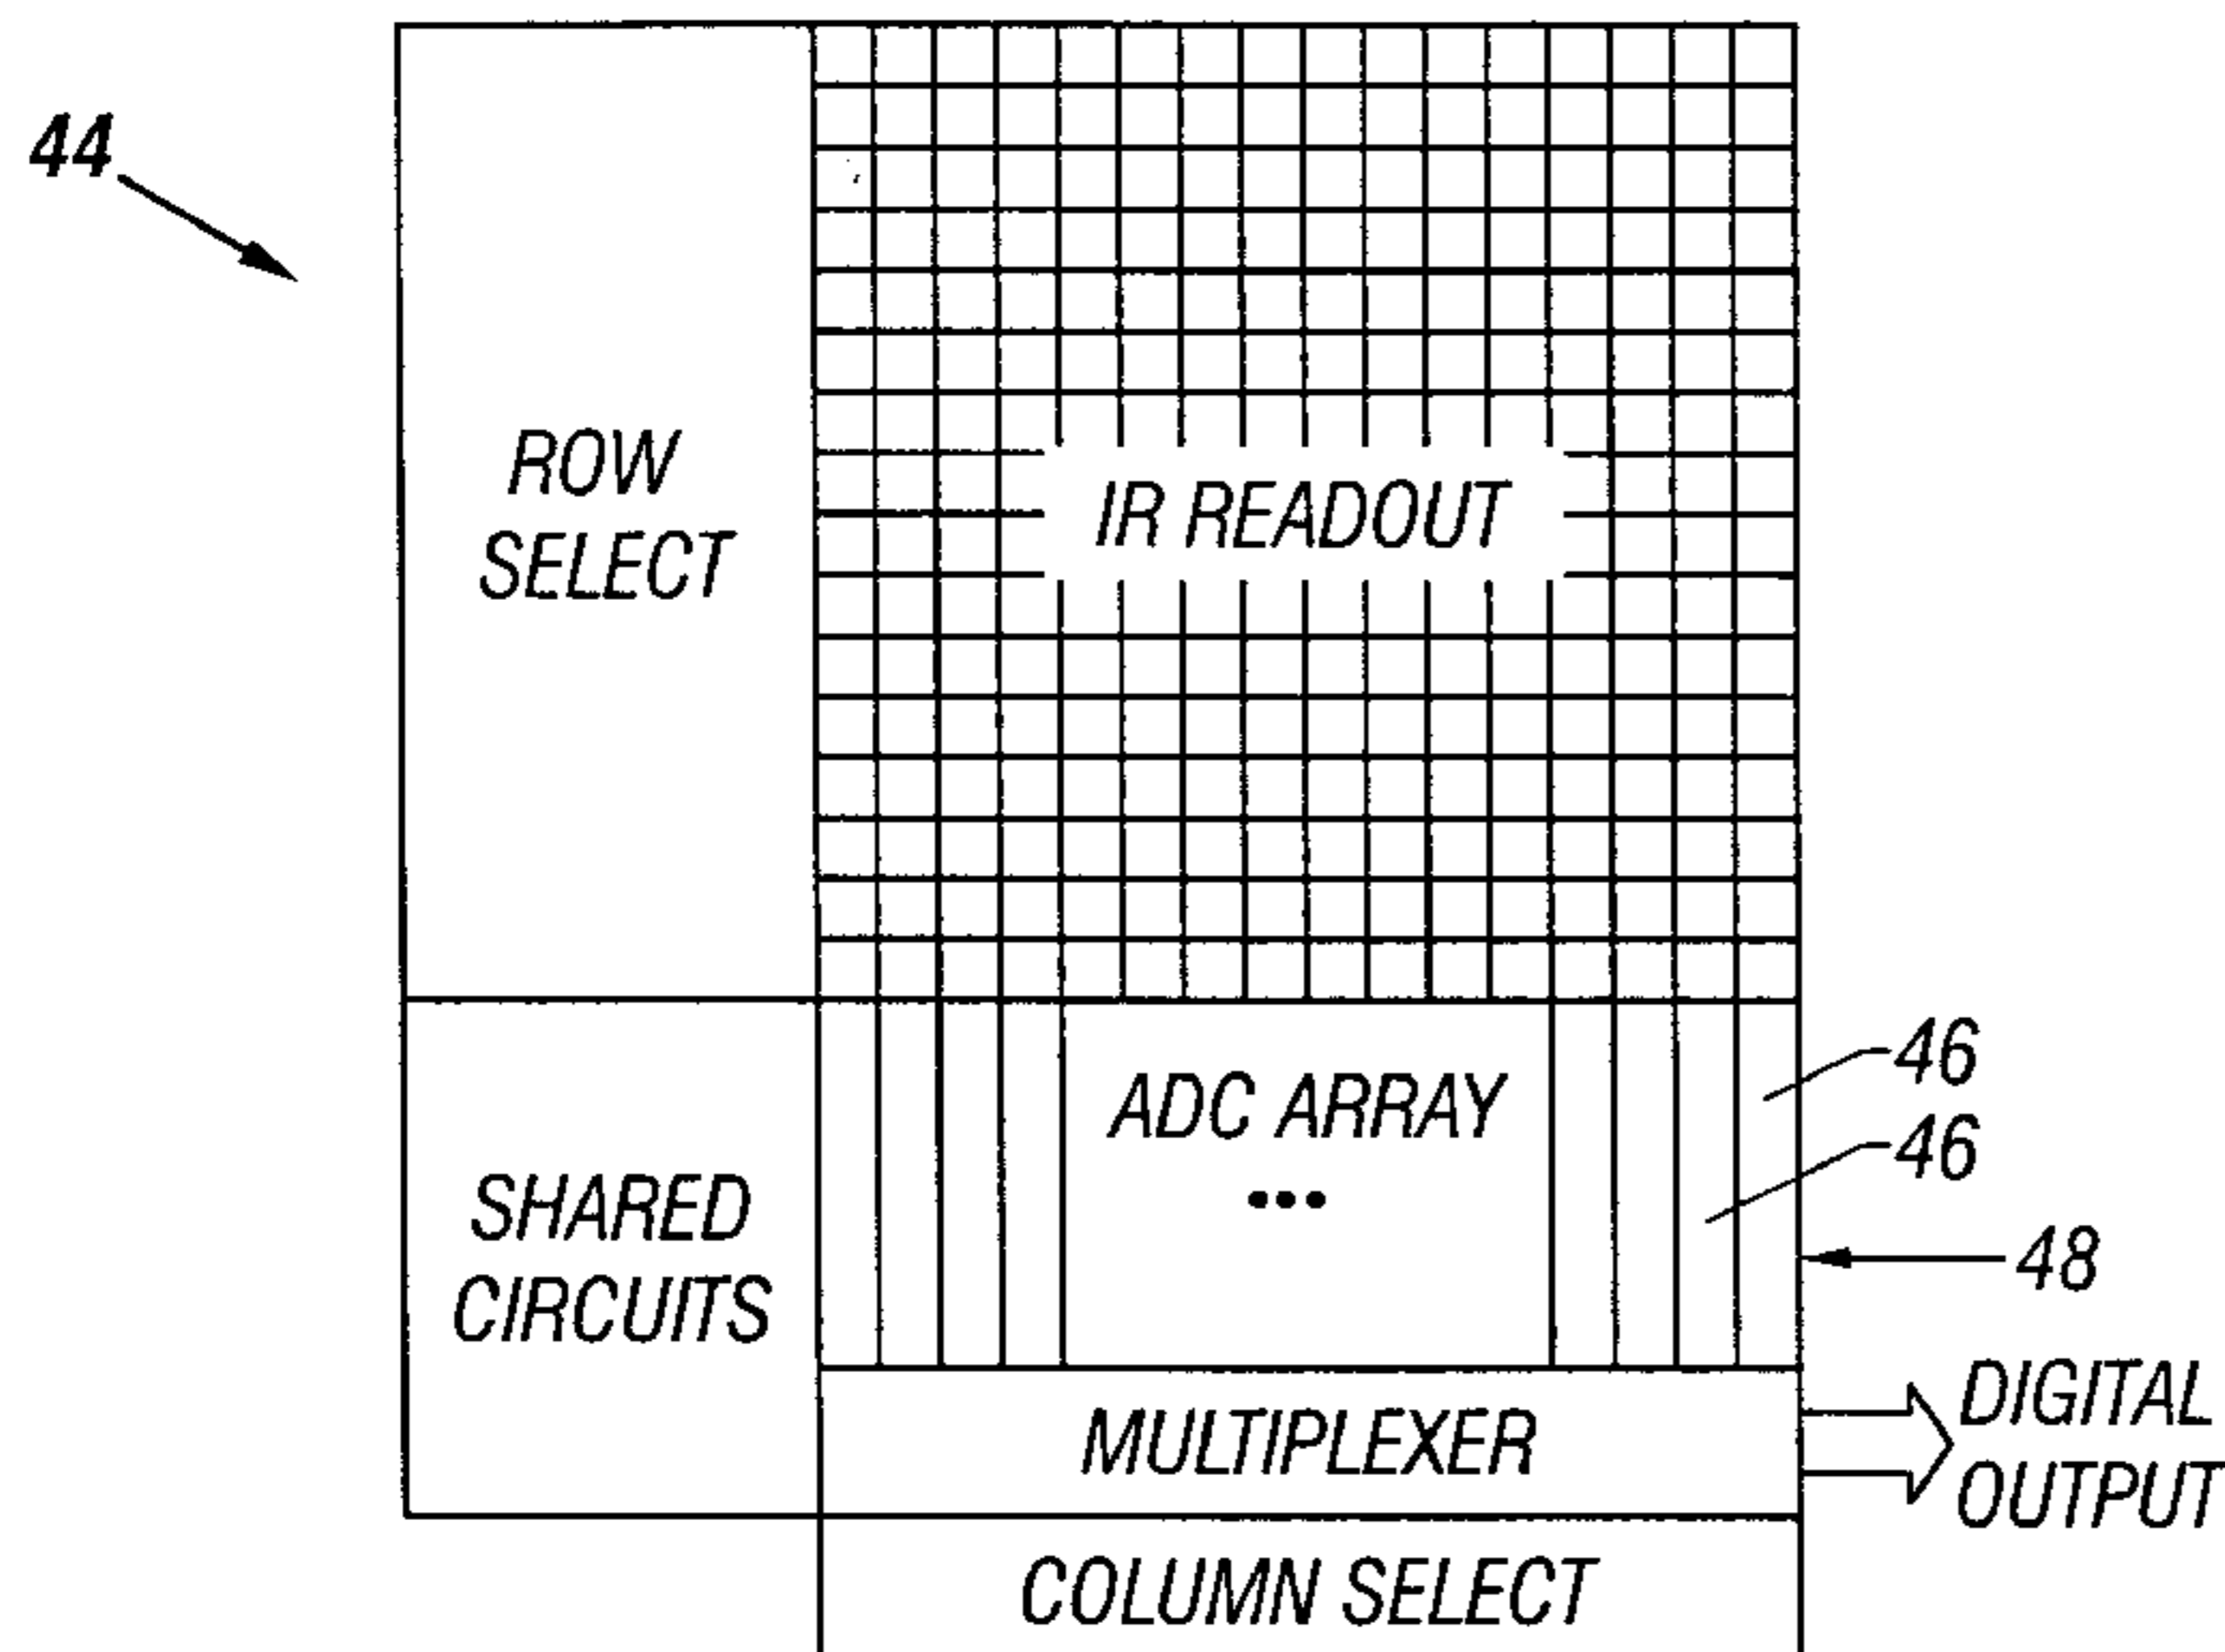 44
ROW
SELECT
IR READOUT
SHARED
CIRCUITS
ADC ARRAY
•••
46
46
48
MULTIPLEXER
DIGITAL
OUTPUT
COLUMN SELECT